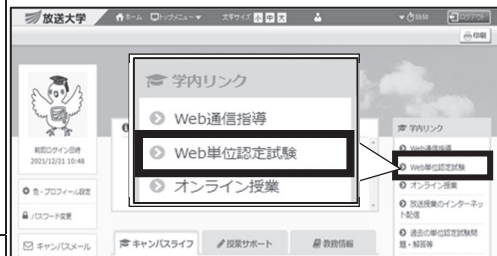 放送大学
ホーム トップメニュー 文字サイズ 小 中 大
ログアウト
印刷
前回ログイン日時
2021/12/21 10:48
色・プロフィール設定
パスワード変更
キャンパスメール
学内リンク
Web通信指導
Web単位認定試験
オンライン授業
キャンパスライフ
授業サポート
教務情報
学内リンク
Web通信指導
Web単位認定試験
オンライン授業
放送授業のインターネッ
ト配信
過去の単位認定試験問
題・解答等